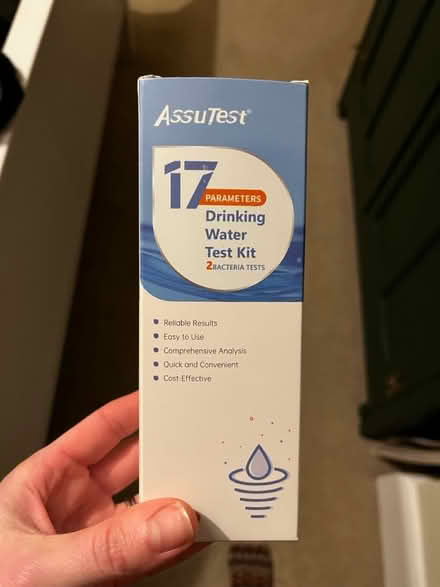 AssuTest®
17
PARAMETERS
Drinking
Water
Test Kit
2 BACTERIA TESTS
Reliable Results
Easy to Use
Comprehensive Analysis
Quick and Convenient
Cost-Effective